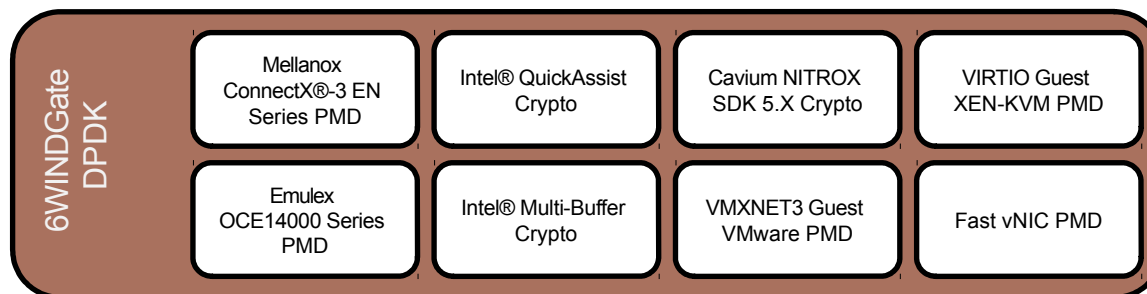 6WINDGate
DPDK
Mellanox
ConnectX®-3 EN
Series PMD
Intel® QuickAssist
Crypto
Cavium NITROX
SDK 5.X Crypto
VIRTIO Guest
XEN-KVM PMD
Emulex
OCE14000 Series
PMD
Intel® Multi-Buffer
Crypto
VMXNET3 Guest
VMware PMD
Fast vNIC PMD